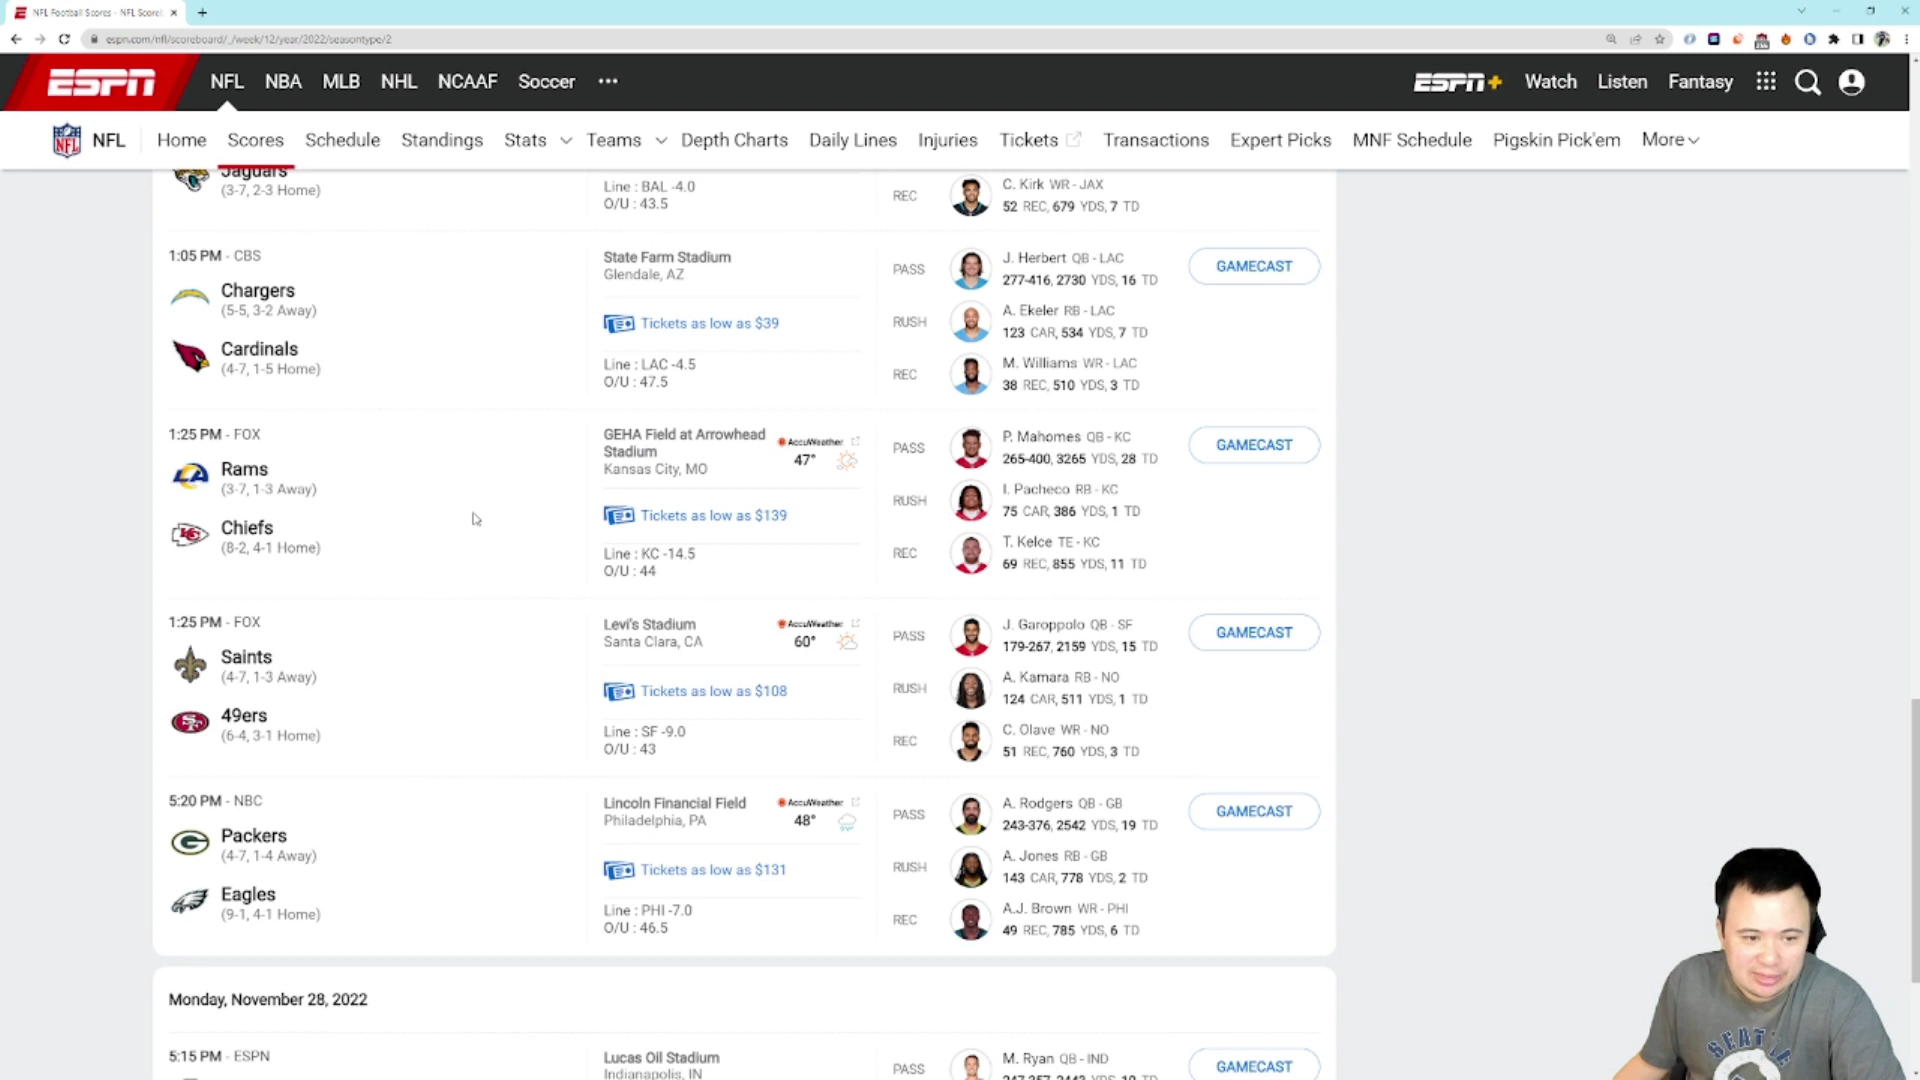 NFL Football Scores - NFL Scoreb
espn.com/nfl/scoreboard/_/week/12/year/2022/seasontype/2
ESPN NFL NBA MLB NHL NCAAF Soccer ••• ESPN+ Watch Listen Fantasy
NFL NFL Home Scores Schedule Standings Stats Teams Depth Charts Daily Lines Injuries Tickets Transactions Expert Picks MNF Schedule Pigskin Pick'em More
Jaguars
(3-7, 2-3 Home)
Line : BAL -4.0
O/U : 43.5
REC
C. Kirk WR - JAX
52 REC, 679 YDS, 7 TD
1:05 PM - CBS
Chargers
(5-5, 3-2 Away)
Cardinals
(4-7, 1-5 Home)
State Farm Stadium
Glendale, AZ
Tickets as low as $39
Line : LAC -4.5
O/U : 47.5
PASS
J. Herbert QB - LAC
277-416, 2730 YDS, 16 TD
RUSH
A. Ekeler RB - LAC
123 CAR, 534 YDS, 7 TD
REC
M. Williams WR - LAC
38 REC, 510 YDS, 3 TD
GAMECAST
1:25 PM - FOX
Rams
(3-7, 1-3 Away)
Chiefs
(8-2, 4-1 Home)
GEHA Field at Arrowhead
Stadium
Kansas City, MO
AccuWeather
47°
Tickets as low as $139
Line : KC -14.5
O/U : 44
PASS
P. Mahomes QB - KC
265-400, 3265 YDS, 28 TD
RUSH
I. Pacheco RB - KC
75 CAR, 386 YDS, 1 TD
REC
T. Kelce TE - KC
69 REC, 855 YDS, 11 TD
GAMECAST
1:25 PM - FOX
Saints
(4-7, 1-3 Away)
49ers
(6-4, 3-1 Home)
Levi's Stadium
Santa Clara, CA
AccuWeather
60°
Tickets as low as $108
Line : SF -9.0
O/U : 43
PASS
J. Garoppolo QB - SF
179-267, 2159 YDS, 15 TD
RUSH
A. Kamara RB - NO
124 CAR, 511 YDS, 1 TD
REC
C. Olave WR - NO
51 REC, 760 YDS, 3 TD
GAMECAST
5:20 PM - NBC
Packers
(4-7, 1-4 Away)
Eagles
(9-1, 4-1 Home)
Lincoln Financial Field
Philadelphia, PA
AccuWeather
48°
Tickets as low as $131
Line : PHI -7.0
O/U : 46.5
PASS
A. Rodgers QB - GB
243-376, 2542 YDS, 19 TD
RUSH
A. Jones RB - GB
143 CAR, 778 YDS, 2 TD
REC
A.J. Brown WR - PHI
49 REC, 785 YDS, 6 TD
GAMECAST
Monday, November 28, 2022
5:15 PM - ESPN
Lucas Oil Stadium
Indianapolis, IN
PASS
M. Ryan QB - IND
GAMECAST